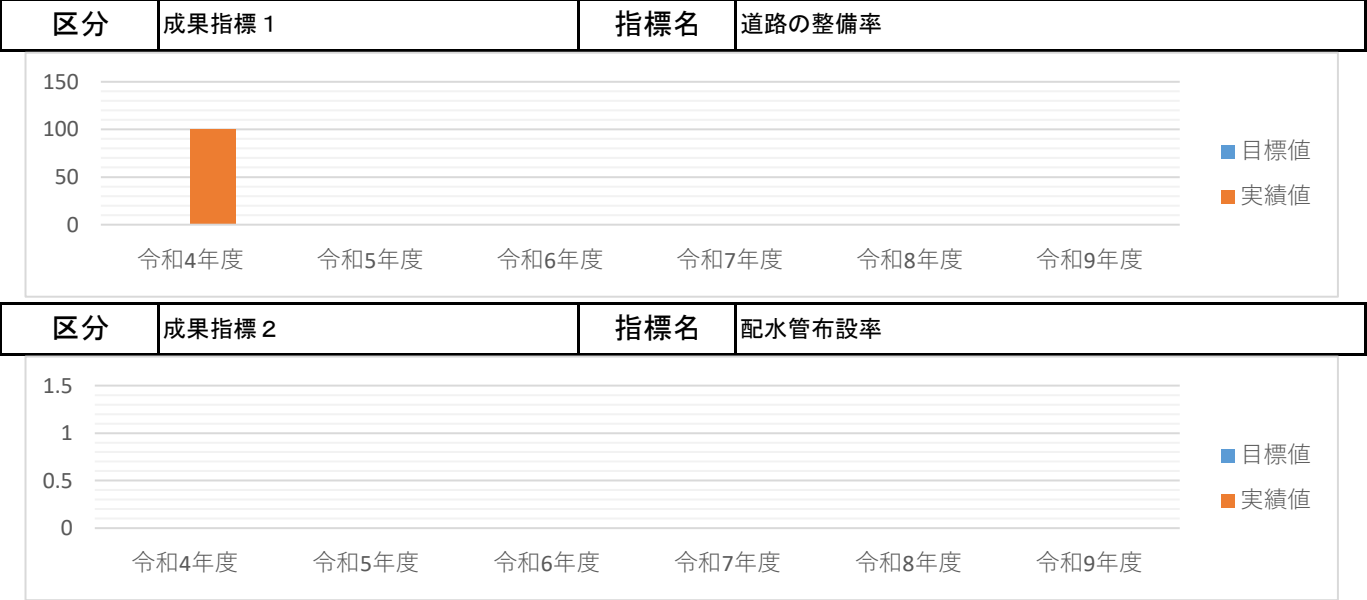 区分 成果指標１ 指標名 道路の整備率
150
100
50
0
目標値
実績値
令和4年度 令和5年度 令和6年度 令和7年度 令和8年度 令和9年度
区分 成果指標２ 指標名 配水管布設率
1.5
1
0.5
0
目標値
実績値
令和4年度 令和5年度 令和6年度 令和7年度 令和8年度 令和9年度